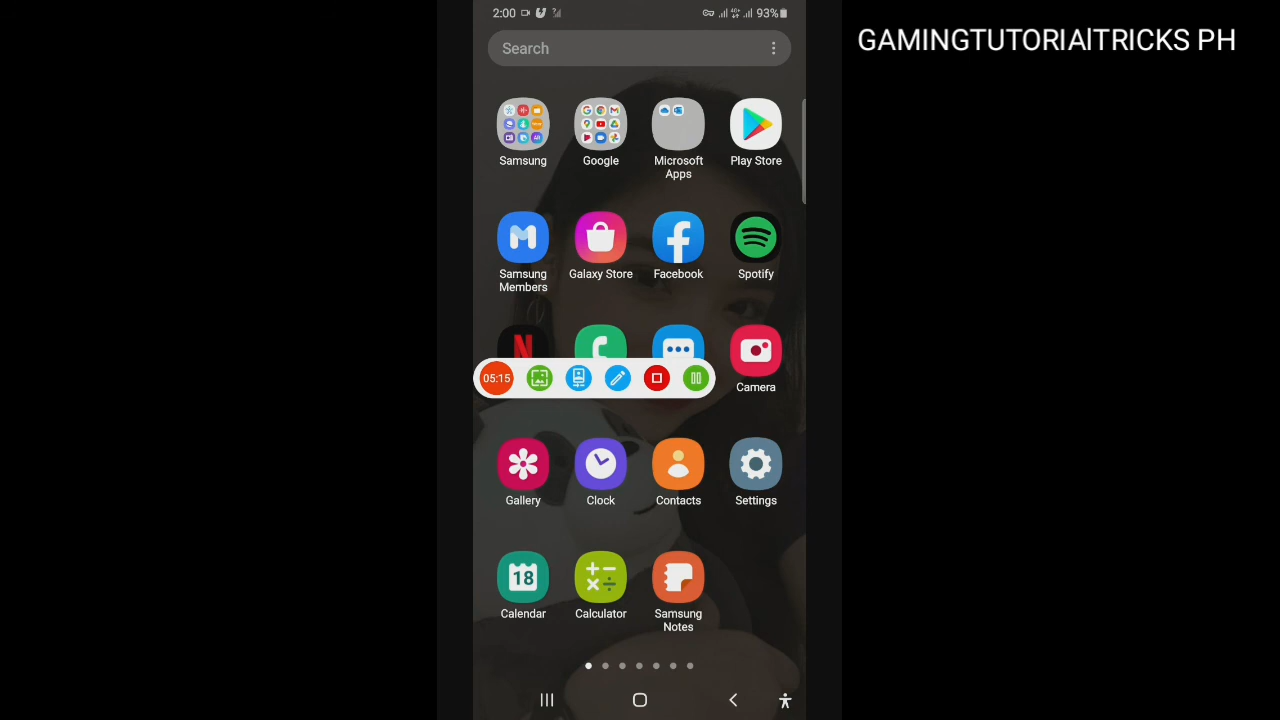 2:00
93%
GAMINGTUTORIAlTRICKS PH
Search
Samsung
Google
Microsoft
Apps
Play Store
Samsung
Members
Galaxy Store
Facebook
Spotify
N
Camera
05:15
Gallery
Clock
Contacts
Settings
18
Calendar
Calculator
Samsung
Notes